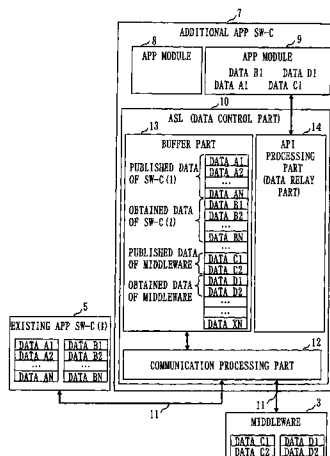 7
ADDITIONAL APP SW-C
8
9
APP MODULE
APP MODULE
DATA B1 DATA D1
DATA A1 DATA C1
10
ASL (DATA CONTROL PART)
13
14
BUFFER PART
API
PROCESSING
PART
(DATA RELAY
PART)
PUBLISHED DATA
OF SW-C(1)
DATA A1
DATA A2
...
DATA AN
OBTAINED DATA
OF SW-C(1)
DATA B1
DATA B2
...
DATA BN
PUBLISHED DATA
OF MIDDLEWARE
DATA C1
DATA C2
OBTAINED DATA
OF MIDDLEWARE
DATA D1
DATA D2
...
...
DATA XN
5
EXISTING APP SW-C(1)
DATA A1 DATA B1
DATA A2 DATA B2
... ...
DATA AN DATA BN
12
COMMUNICATION PROCESSING PART
11
11
3
MIDDLEWARE
DATA C1 DATA D1
DATA C2 DATA D2